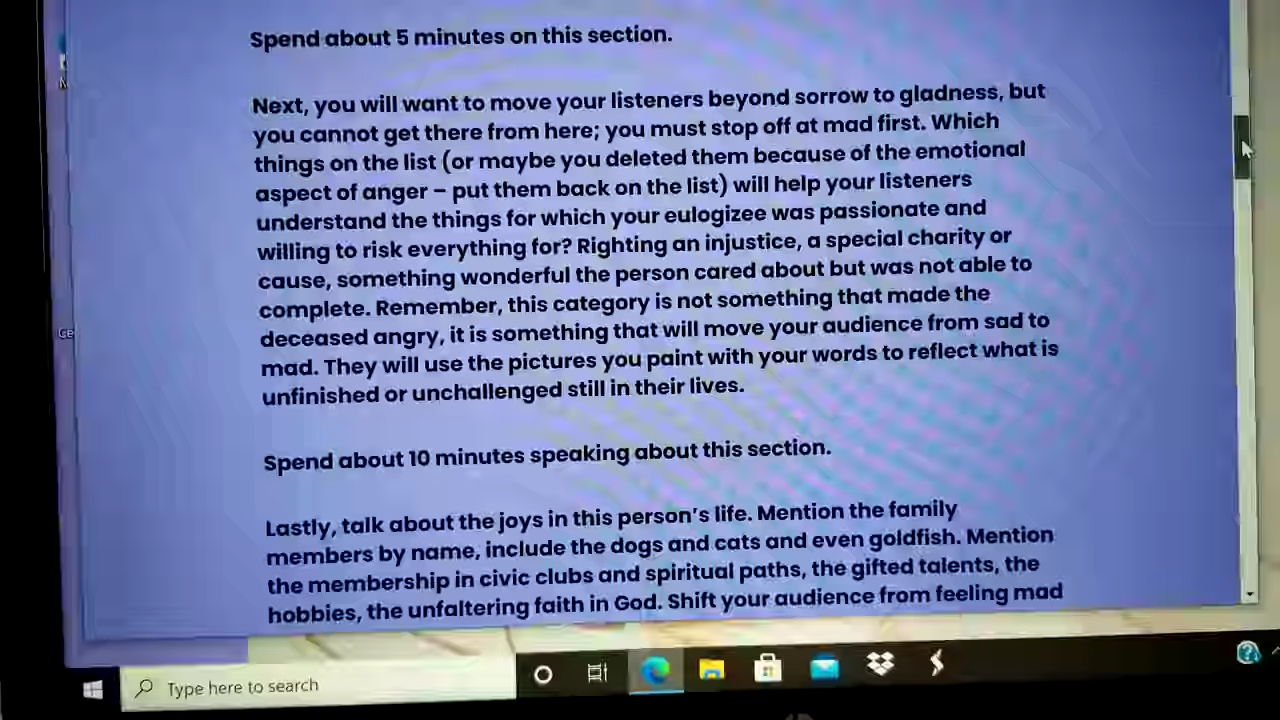 Spend about 5 minutes on this section.
Next, you will want to move your listeners beyond sorrow to gladness, but
you cannot get there from here; you must stop off at mad first. Which
things on the list (or maybe you deleted them because of the emotional
aspect of anger – put them back on the list) will help your listeners
understand the things for which your eulogizee was passionate and
willing to risk everything for? Righting an injustice, a special charity or
cause, something wonderful the person cared about but was not able to
complete. Remember, this category is not something that made the
deceased angry, it is something that will move your audience from sad to
mad. They will use the pictures you paint with your words to reflect what is
unfinished or unchallenged still in their lives.
Spend about 10 minutes speaking about this section.
Lastly, talk about the joys in this person's life. Mention the family
members by name, include the dogs and cats and even goldfish. Mention
the membership in civic clubs and spiritual paths, the gifted talents, the
hobbies, the unfaltering faith in God. Shift your audience from feeling mad
Type here to search